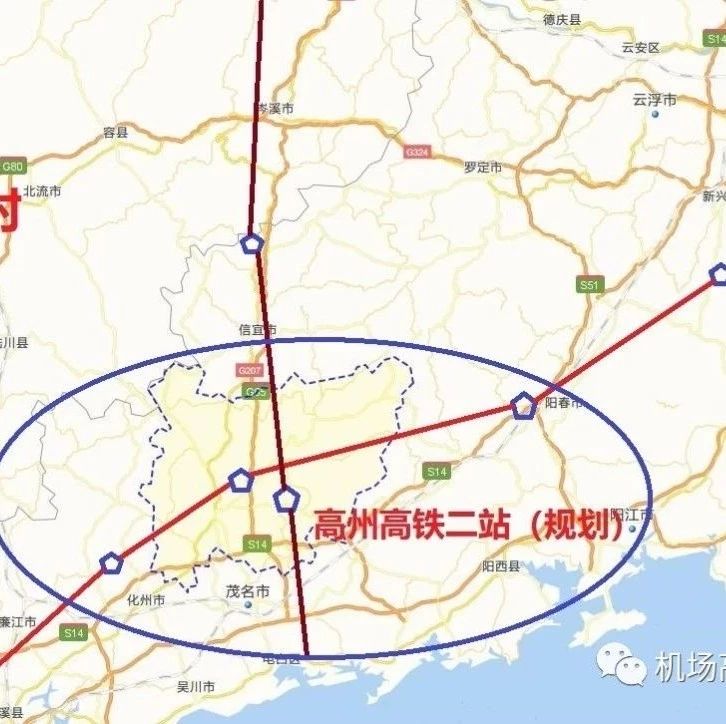 德庆县
S14
云安区
云浮市
岑溪市
容县
G324
罗定市
G80
北流市
新兴
村
S51
信宜市
川县
G207
阳春市
S14
高州高铁二站（规划）
阳江市
S14
阳西县
茂名市
化州市
廉江市
S14
电白区
吴川市
机场高